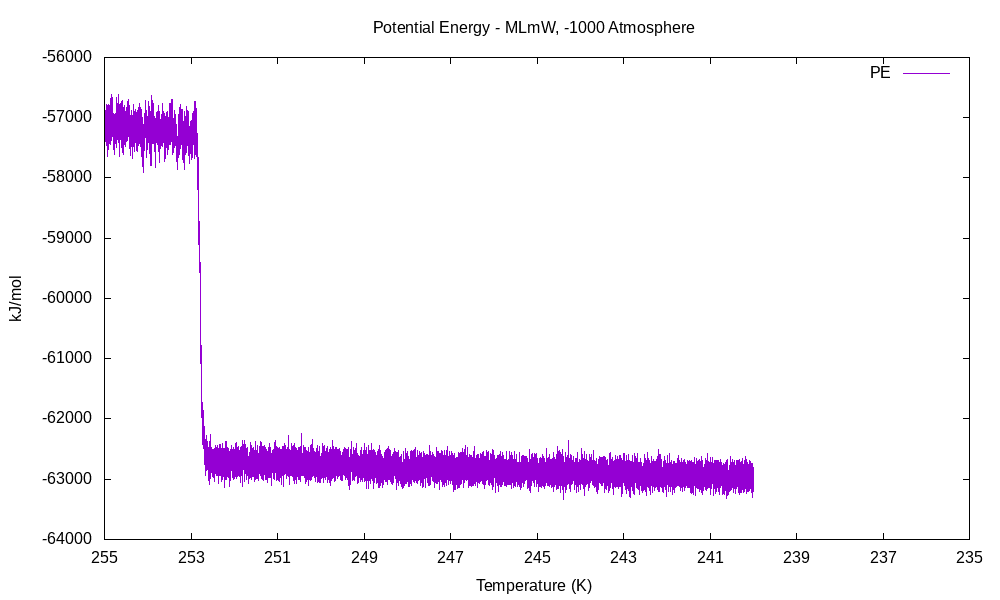 Potential Energy - MLmW, -1000 Atmosphere
-56000
PE
-57000
-58000
-59000
-60000
kJ/mol
-61000
-62000
-63000
-64000
255 253 251 249 247 245 243 241 239 237 235
Temperature (K)